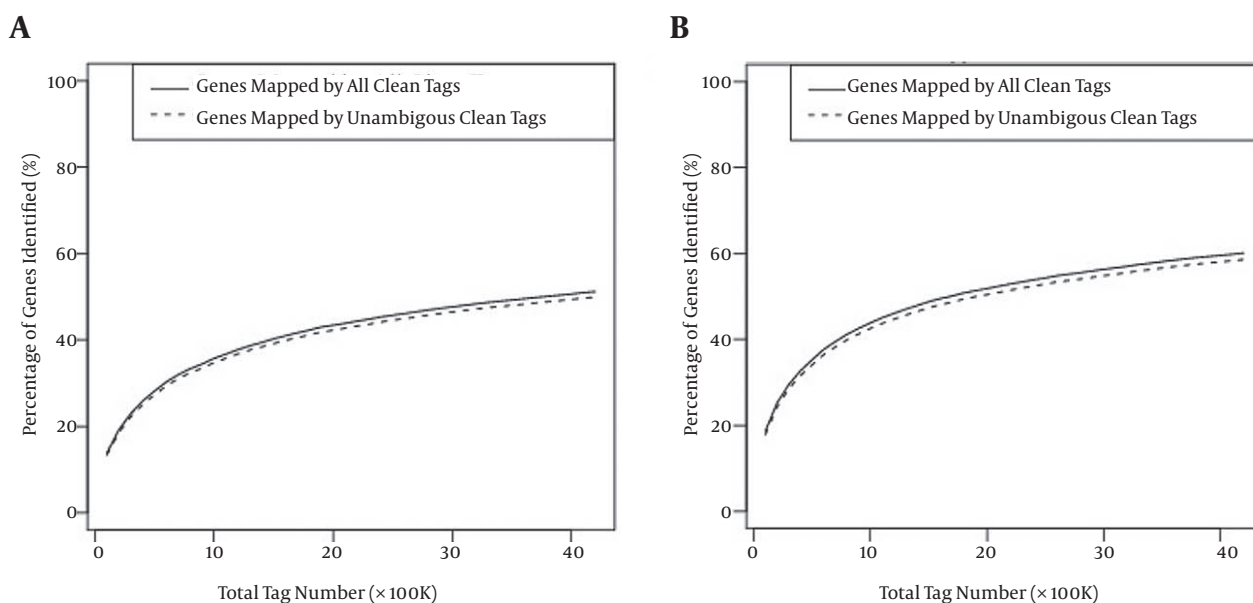 A
Genes Mapped by All Clean Tags
Genes Mapped by Unambigous Clean Tags
Percentage of Genes Identified (%)
100
80
60
40
20
0
0 10 20 30 40
Total Tag Number (× 100K)
B
Genes Mapped by All Clean Tags
Genes Mapped by Unambigous Clean Tags
Percentage of Genes Identified (%)
100
80
60
40
20
0
0 10 20 30 40
Total Tag Number (× 100K)